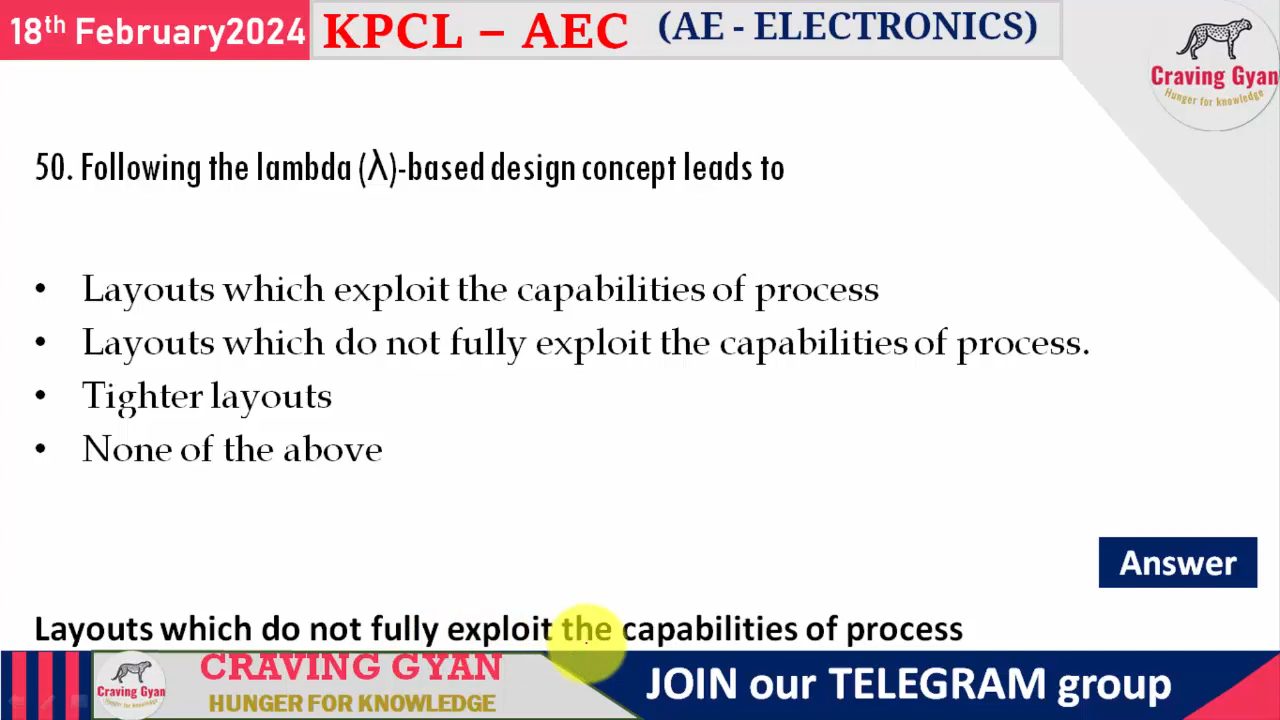 18th February2024
KPCL – AEC
(AE - ELECTRONICS)
Craving Gyan
Hunger for knowledge
50. Following the lambda (λ)-based design concept leads to
• Layouts which exploit the capabilities of process
• Layouts which do not fully exploit the capabilities of process.
• Tighter layouts
• None of the above
Answer
Layouts which do not fully exploit the capabilities of process
Craving Gyan
Hunger for knowledge
CRAVING GYAN
HUNGER FOR KNOWLEDGE
JOIN our TELEGRAM group